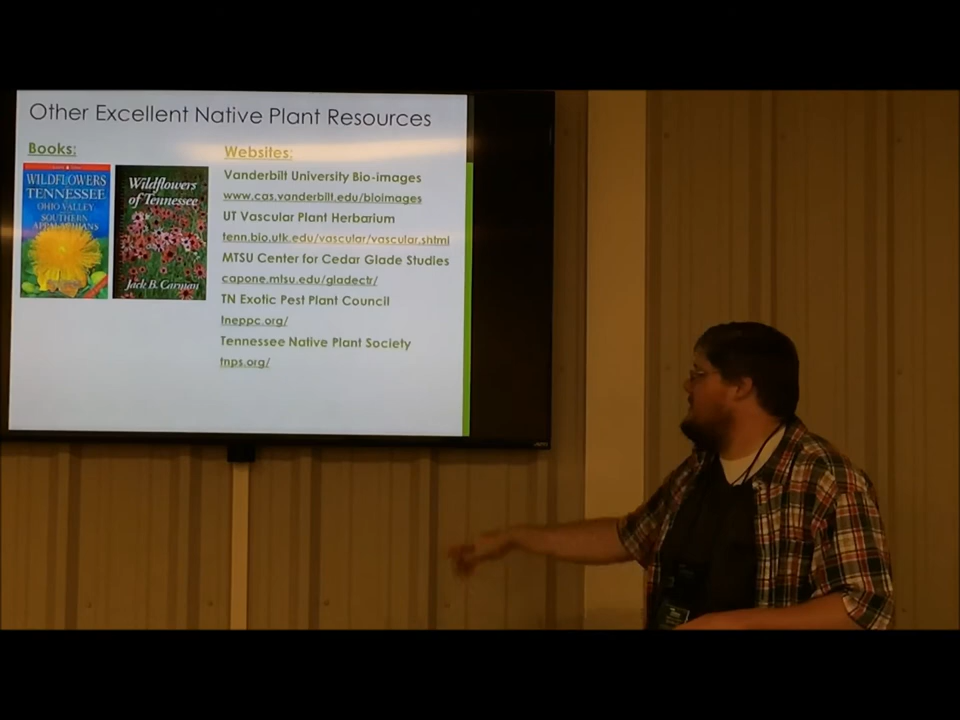 Other Excellent Native Plant Resources
Books:
WILDFLOWERS
TENNESSEE
OHIO VALLEY
SOUTHERN
APPALACHIANS
Wildflowers
of Tennessee
Jack B. Carman
Websites:
Vanderbilt University Bio-images
www.cas.vanderbilt.edu/bioimages
UT Vascular Plant Herbarium
tenn.bio.utk.edu/vascular/vascular.shtml
MTSU Center for Cedar Glade Studies
capone.mtsu.edu/gladectr/
TN Exotic Pest Plant Council
tneppc.org/
Tennessee Native Plant Society
tnps.org/